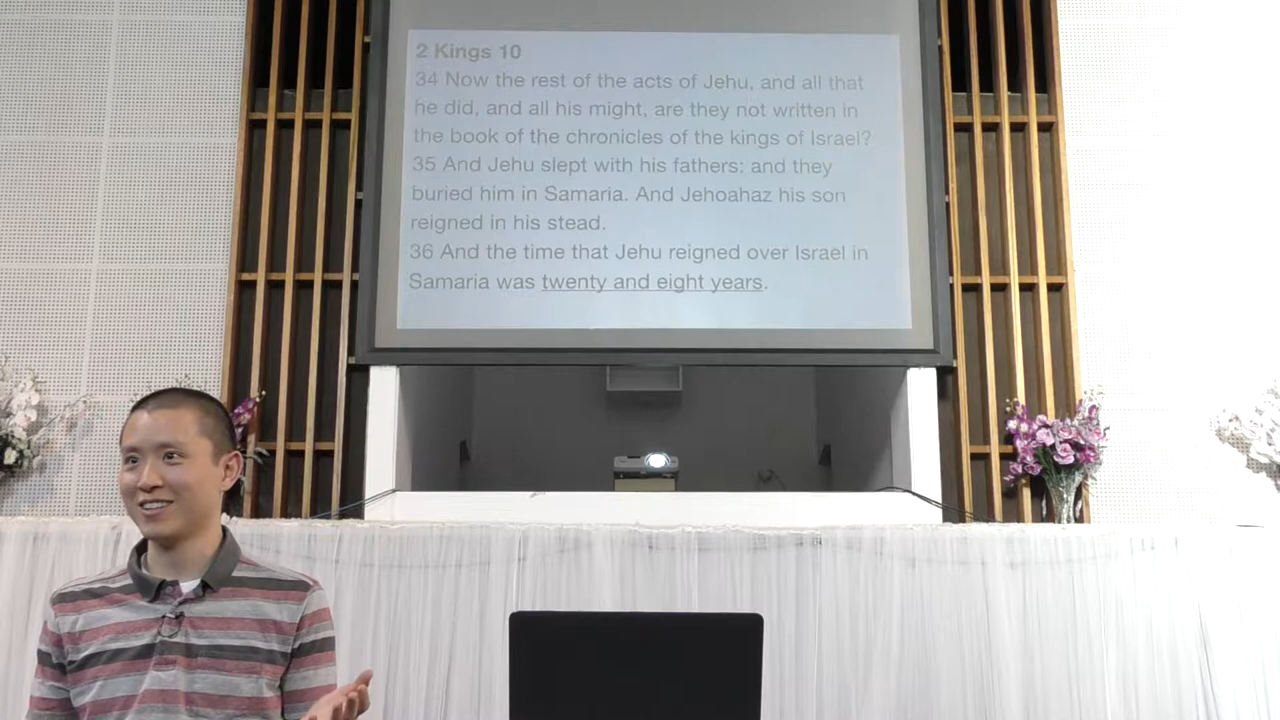 2 Kings 10
34 Now the rest of the acts of Jehu, and all that
he did, and all his might, are they not written in
the book of the chronicles of the kings of Israel?
35 And Jehu slept with his fathers: and they
buried him in Samaria. And Jehoahaz his son
reigned in his stead.
36 And the time that Jehu reigned over Israel in
Samaria was twenty and eight years.